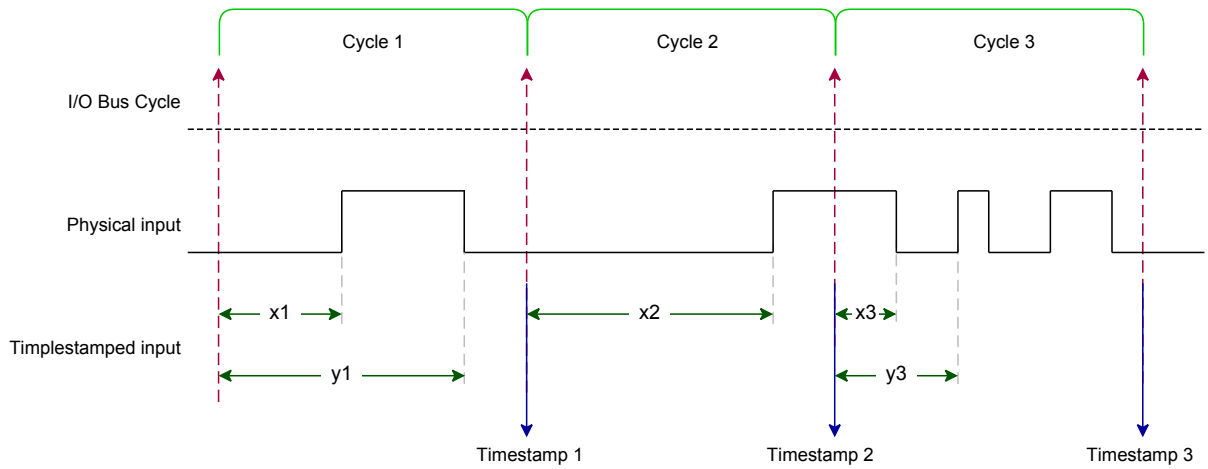 Cycle 1
Cycle 2
Cycle 3
I/O Bus Cycle
Physical input
x1
x2
x3
Timplestamped input
y1
y3
Timestamp 1
Timestamp 2
Timestamp 3